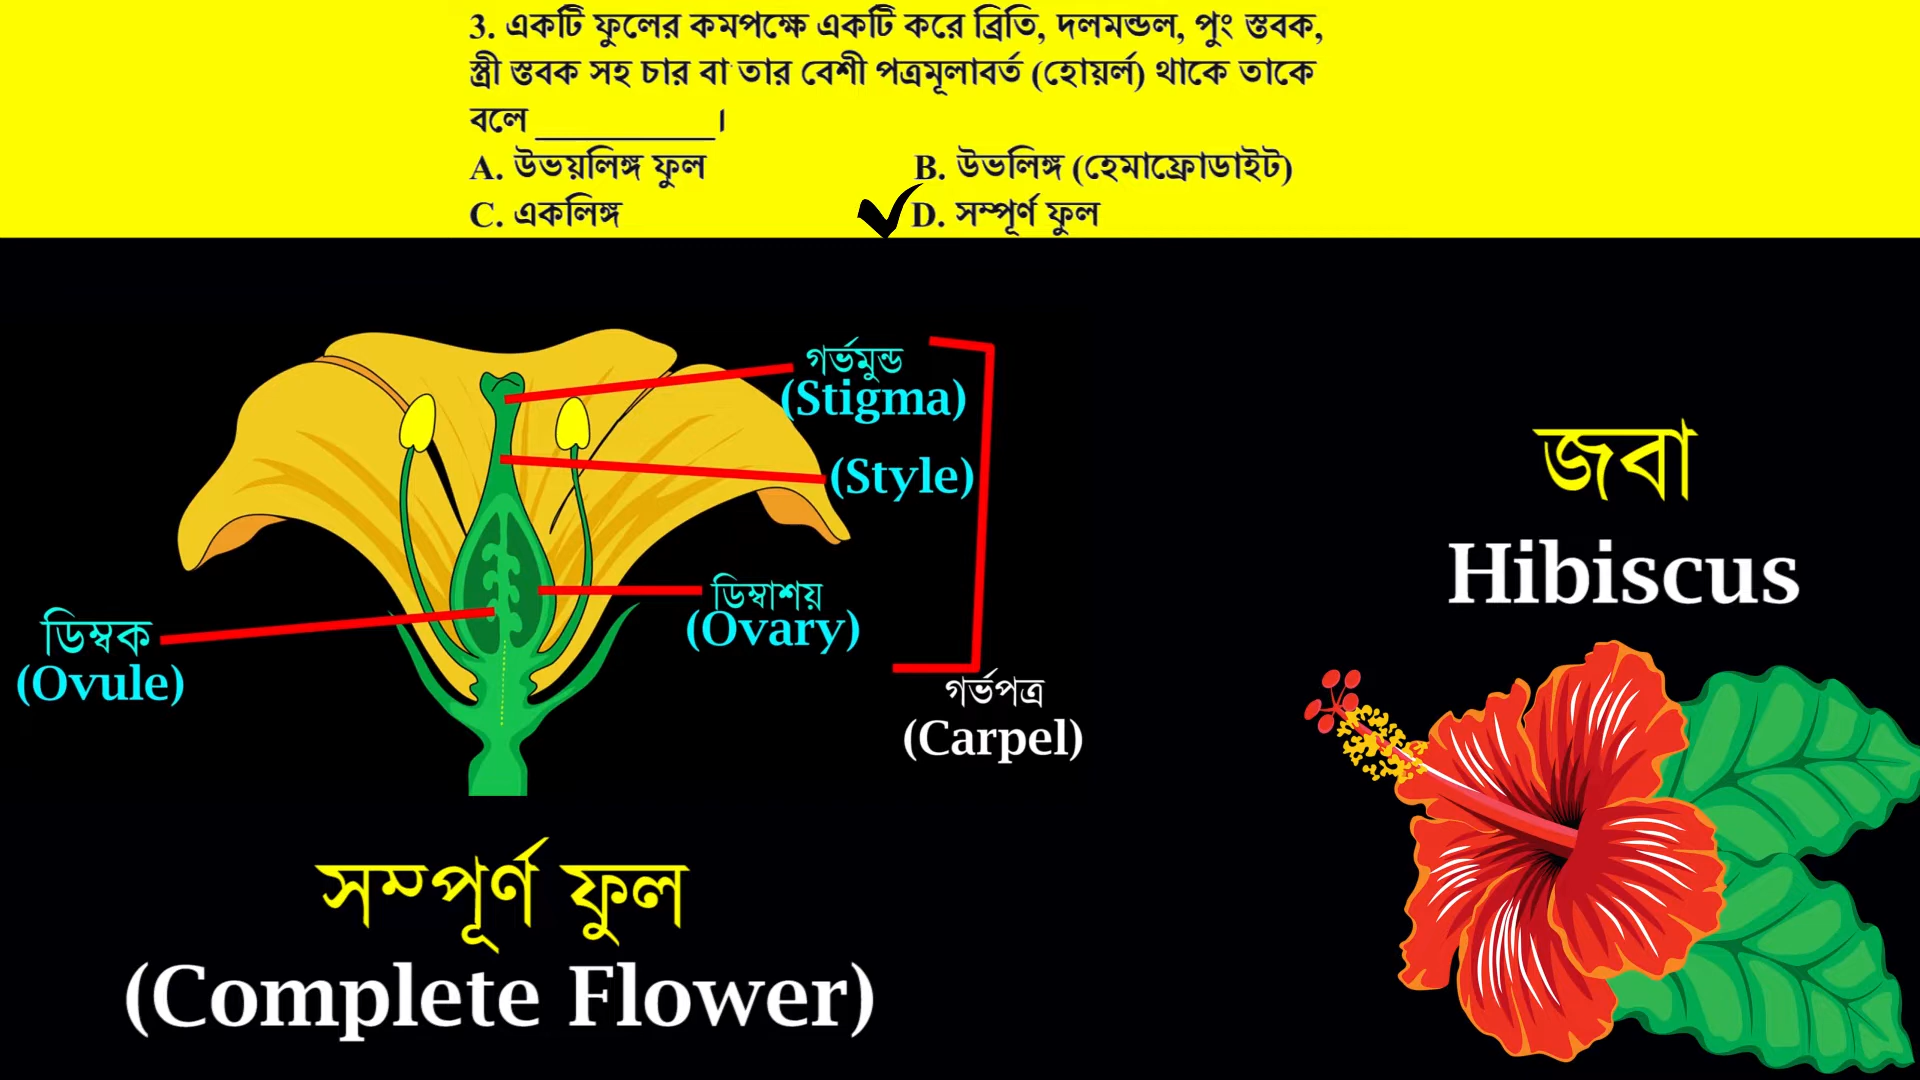 3. একটি ফুলের কমপক্ষে একটি করে ব্রিতি, দলমন্ডল, পুং স্তবক,
স্ত্রী স্তবক সহ চার বা তার বেশী পত্রমূলাবর্ত (হোয়র্ল) থাকে তাকে
বলে ___________।
A. উভয়লিঙ্গ ফুল B. উভলিঙ্গ (হেমাফ্রোডাইট)
C. একলিঙ্গ ✓D. সম্পূর্ণ ফুল
গর্ভমুন্ড
(Stigma)
(Style)
ডিম্বাশয়
(Ovary)
ডিম্বক
(Ovule)
গর্ভপত্র
(Carpel)
সম্পূর্ণ ফুল
(Complete Flower)
জবা
Hibiscus